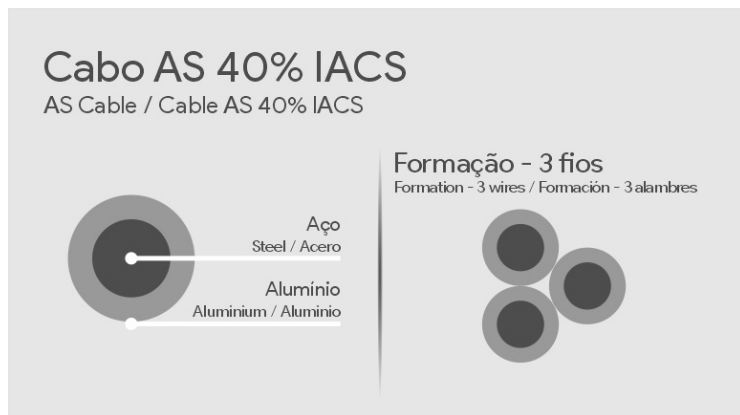 Cabo AS 40% IACS
AS Cable / Cable AS 40% IACS
Aço
Steel / Acero
Alumínio
Aluminium / Aluminio
Formação - 3 fios
Formation - 3 wires / Formación - 3 alambres